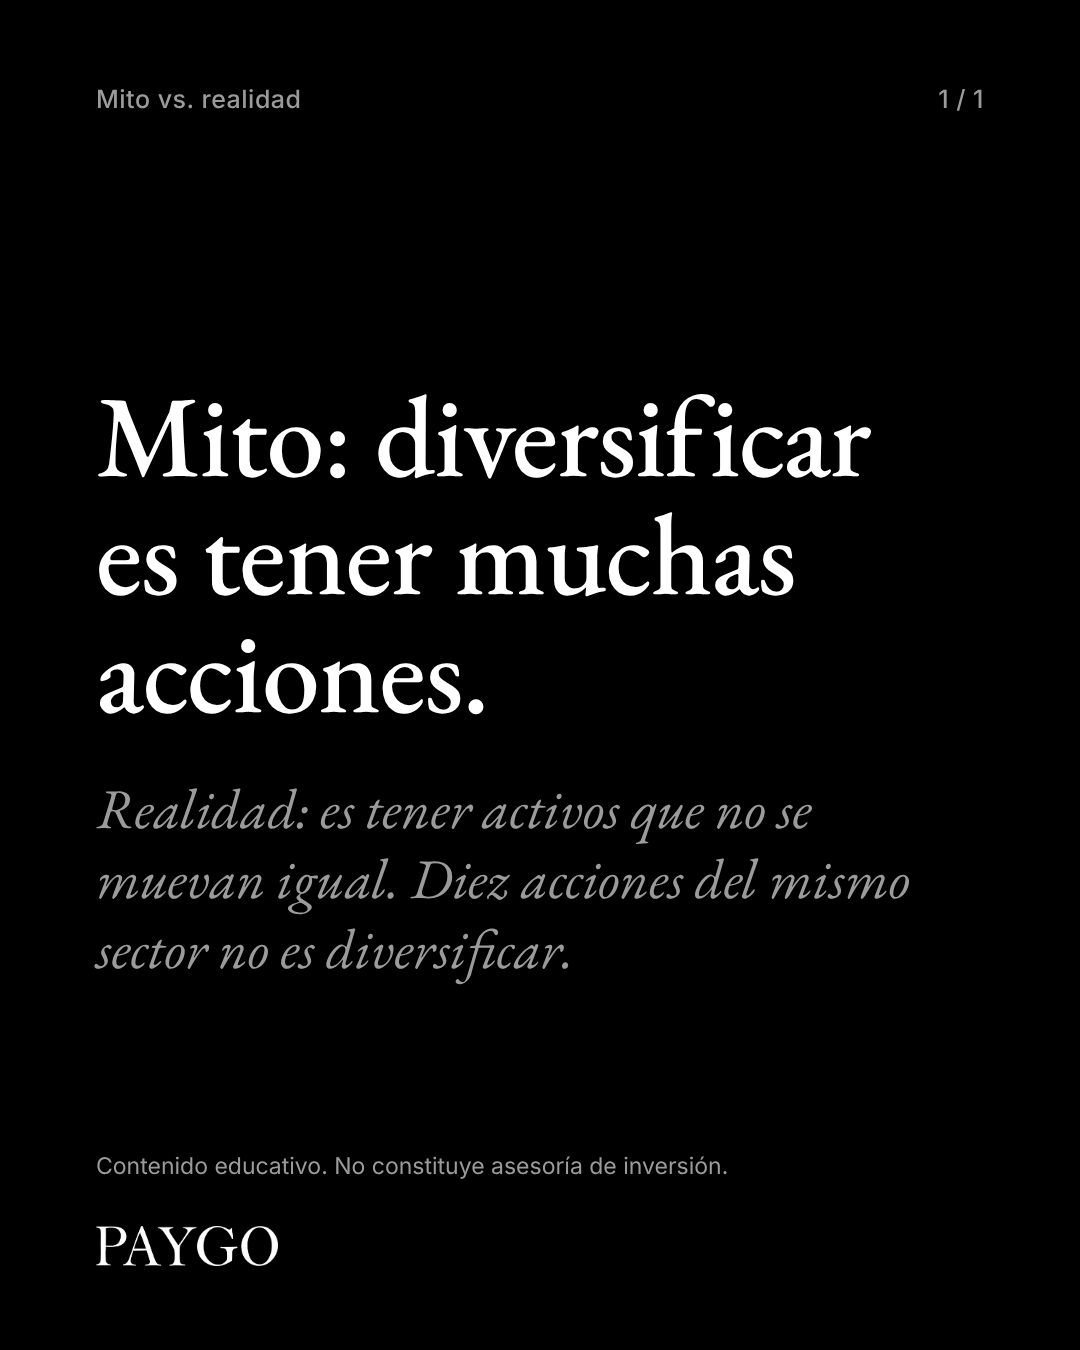 Mito vs. realidad
1 / 1
Mito: diversificar
es tener muchas
acciones.
Realidad: es tener activos que no se
muevan igual. Diez acciones del mismo
sector no es diversificar.
Contenido educativo. No constituye asesoría de inversión.
PAYGO